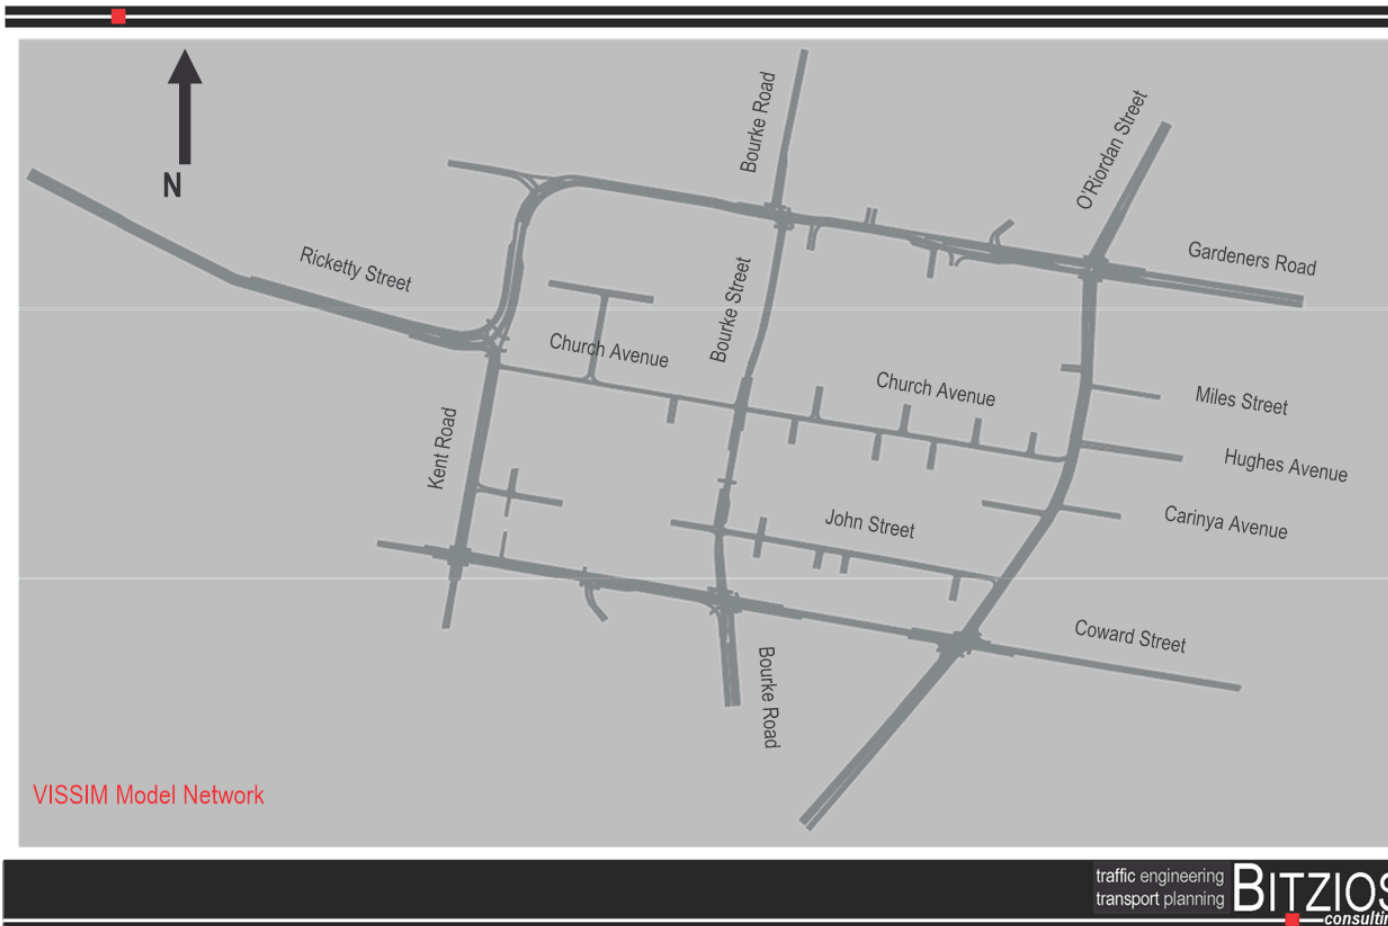 Bourke Road
O'Riordan Street
N
Gardeners Road
Ricketty Street
Bourke Street
Church Avenue
Church Avenue
Miles Street
Kent Road
Hughes Avenue
John Street
Carinya Avenue
Coward Street
Bourke Road
VISSIM Model Network
traffic engineering
transport planning
BITZIOS
consultin